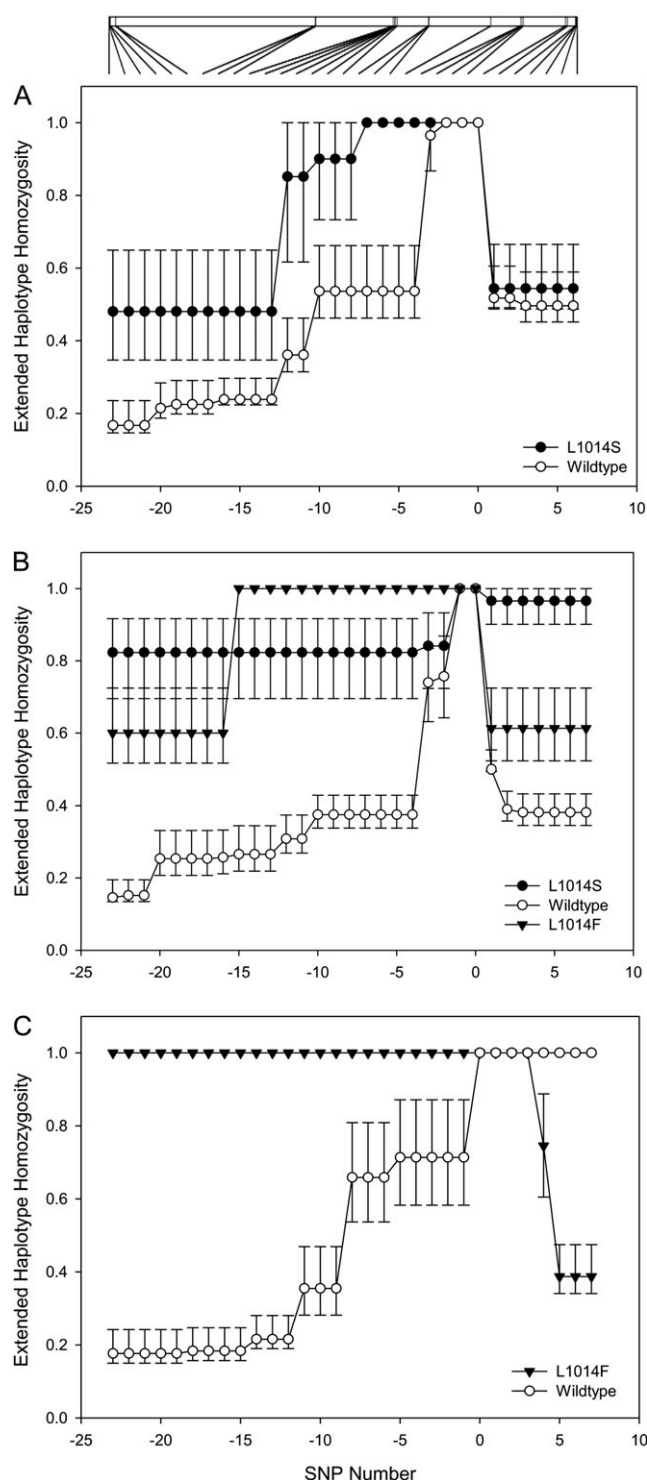 A
Extended Haplotype Homozygosity
1.0
0.8
0.6
0.4
0.2
0.0
L1014S
Wildtype
-25 -20 -15 -10 -5 0 5 10
B
Extended Haplotype Homozygosity
1.0
0.8
0.6
0.4
0.2
0.0
L1014S
Wildtype
L1014F
-25 -20 -15 -10 -5 0 5 10
C
Extended Haplotype Homozygosity
1.0
0.8
0.6
0.4
0.2
0.0
L1014F
Wildtype
-25 -20 -15 -10 -5 0 5 10
SNP Number